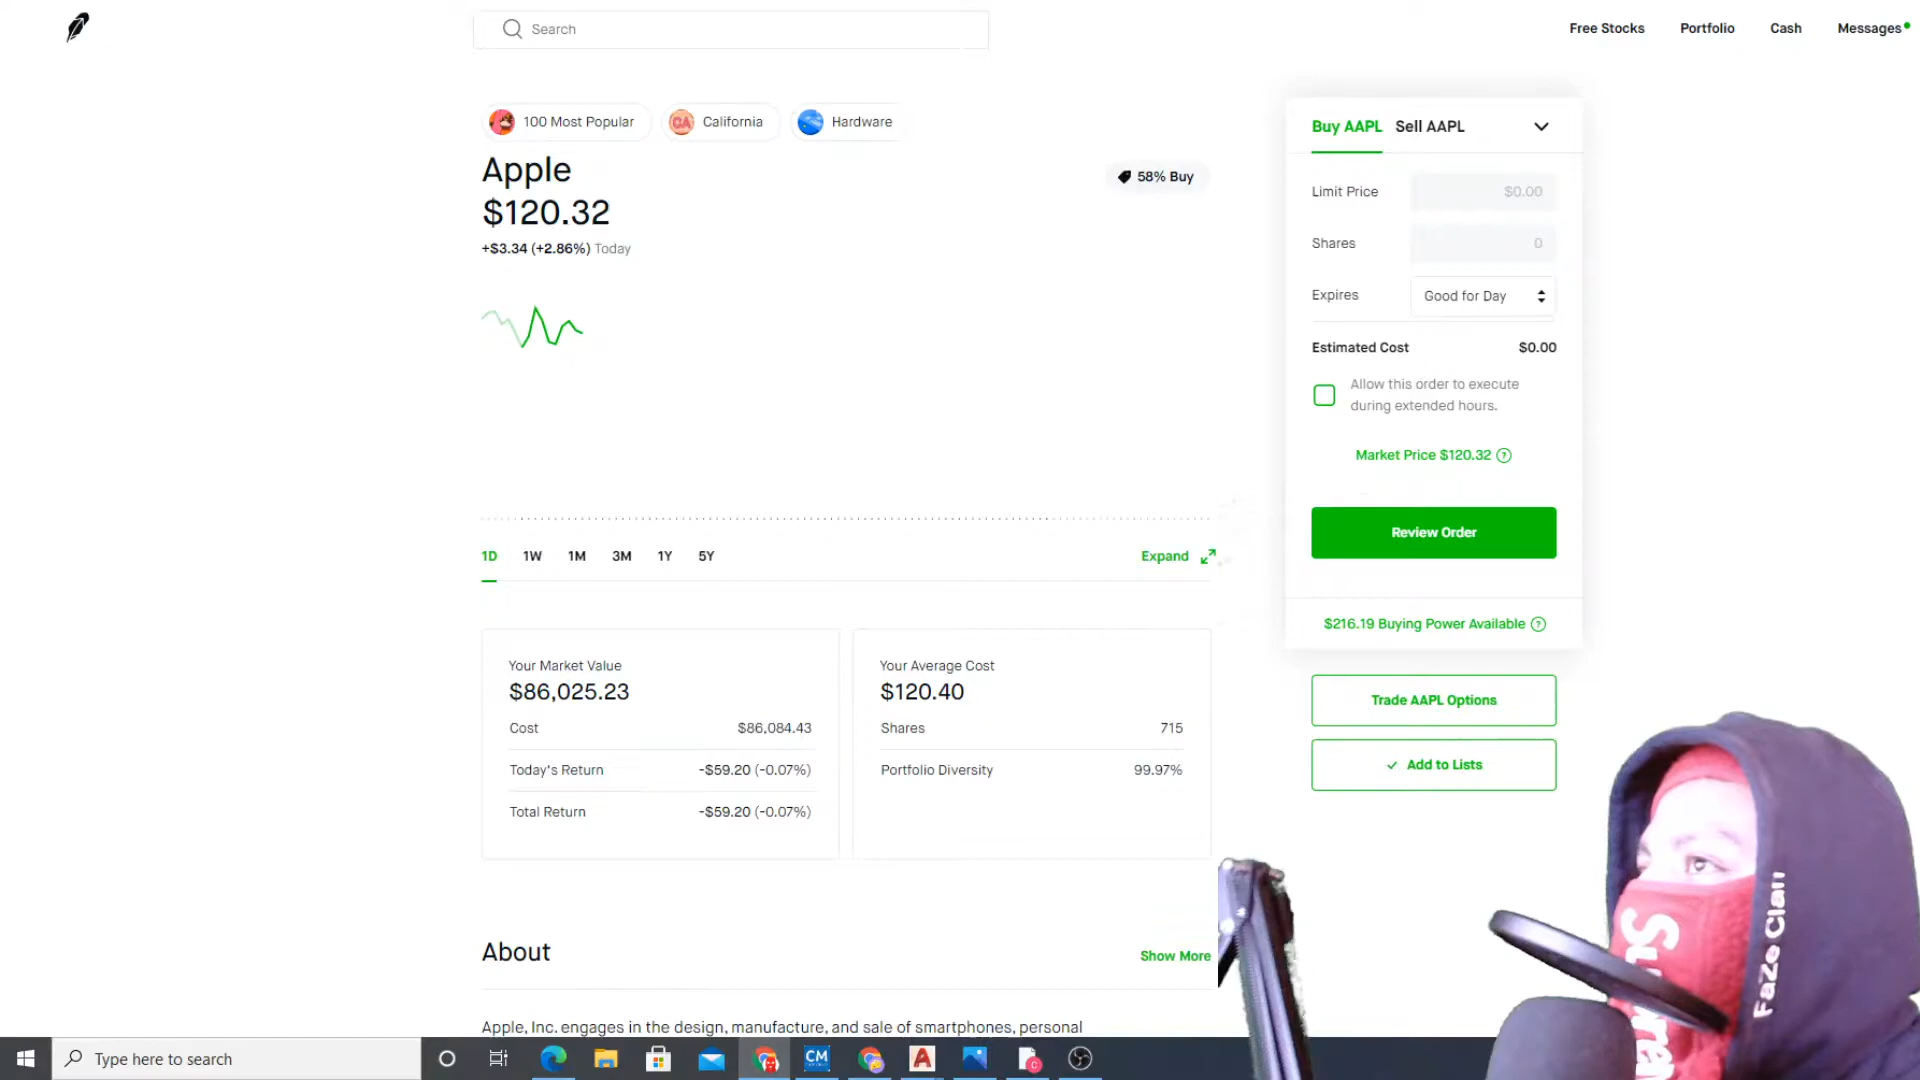 Search
Free Stocks
Portfolio
Cash
Messages
100 Most Popular
CA
California
Hardware
Apple
$120.32
+$3.34 (+2.86%) Today
58% Buy
1D
1W
1M
3M
1Y
5Y
Expand
Your Market Value
$86,025.23
Cost
$86,084.43
Today's Return
-$59.20 (-0.07%)
Total Return
-$59.20 (-0.07%)
Your Average Cost
$120.40
Shares
715
Portfolio Diversity
99.97%
About
Show More
Apple, Inc. engages in the design, manufacture, and sale of smartphones, personal
Buy AAPL
Sell AAPL
Limit Price
$0.00
Shares
0
Expires
Good for Day
Estimated Cost
$0.00
Allow this order to execute
during extended hours.
Market Price $120.32 ?
Review Order
$216.19 Buying Power Available ?
Trade AAPL Options
Add to Lists
FaZe Clan
Type here to search
CM
A